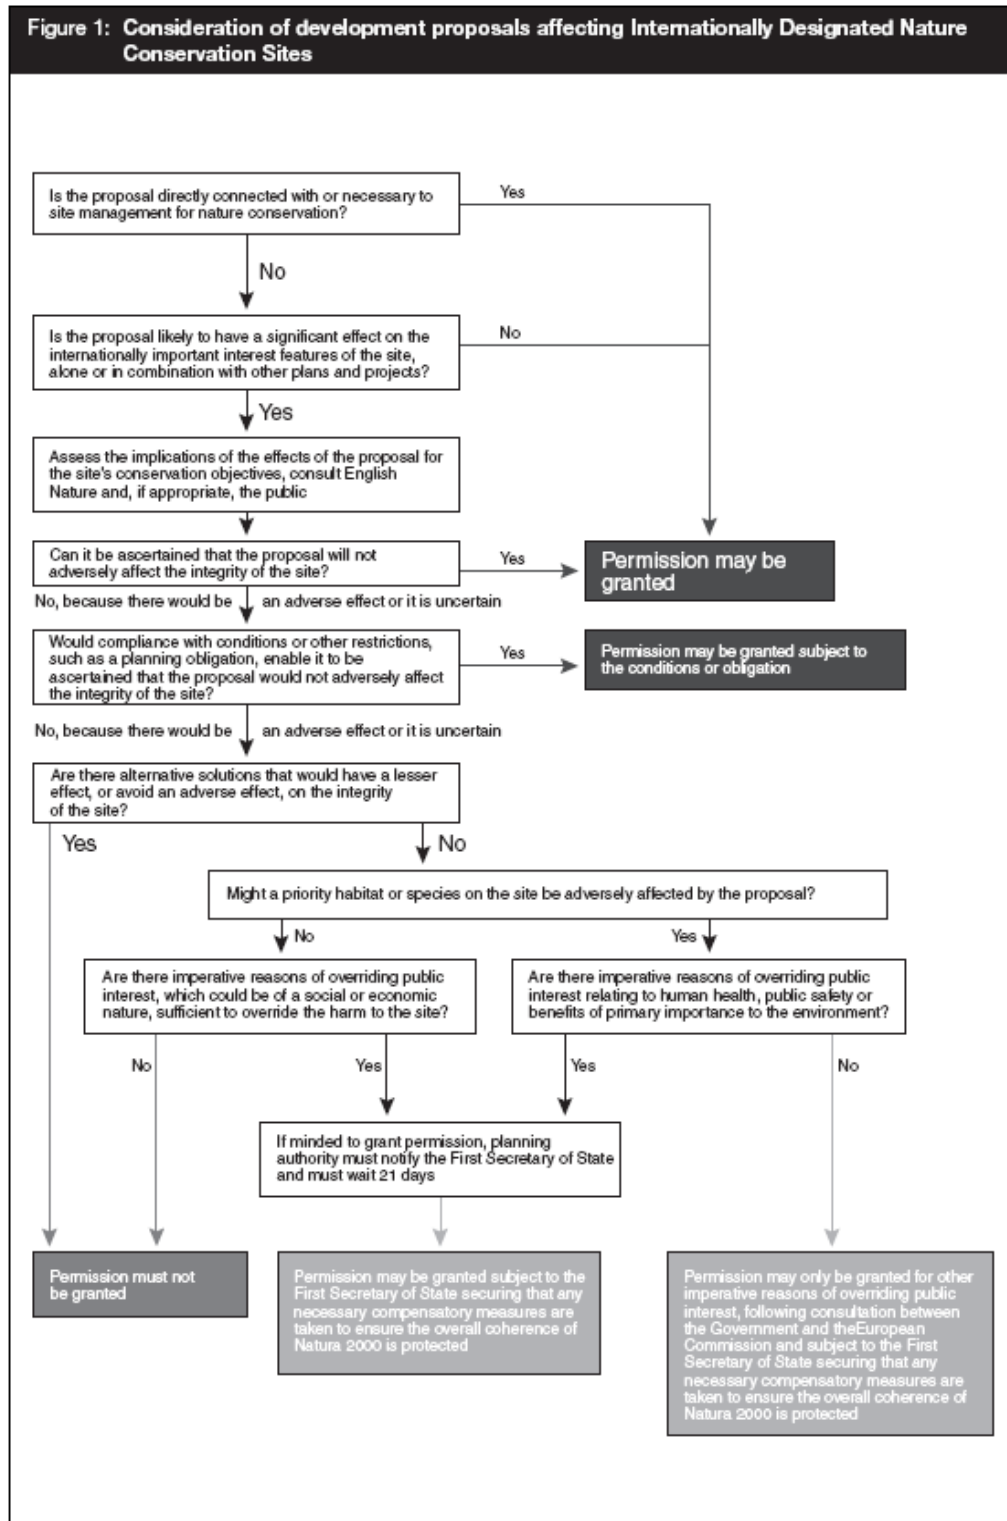 Figure 1: Consideration of development proposals affecting Internationally Designated Nature
Conservation Sites
Is the proposal directly connected with or necessary to
site management for nature conservation?
Yes
No
Is the proposal likely to have a significant effect on the
internationally important interest features of the site,
alone or in combination with other plans and projects?
No
Yes
Assess the implications of the effects of the proposal for
the site's conservation objectives, consult English
Nature and, if appropriate, the public
Can it be ascertained that the proposal will not
adversely affect the integrity of the site?
Yes
Permission may be
granted
No, because there would be an adverse effect or it is uncertain
Would compliance with conditions or other restrictions,
such as a planning obligation, enable it to be
ascertained that the proposal would not adversely affect
the integrity of the site?
Yes
Permission may be granted subject to
the conditions or obligation
No, because there would be an adverse effect or it is uncertain
Are there alternative solutions that would have a lesser
effect, or avoid an adverse effect, on the integrity
of the site?
Yes
No
Might a priority habitat or species on the site be adversely affected by the proposal?
No
Yes
Are there imperative reasons of overriding public
interest, which could be of a social or economic
nature, sufficient to override the harm to the site?
Are there imperative reasons of overriding public
interest relating to human health, public safety or
benefits of primary importance to the environment?
No
Yes
Yes
No
If minded to grant permission, planning
authority must notify the First Secretary of State
and must wait 21 days
Permission must not
be granted
Permission may be granted subject to the
First Secretary of State securing that any
necessary compensatory measures are
taken to ensure the overall coherence of
Natura 2000 is protected
Permission may only be granted for other
imperative reasons of overriding public
interest, following consultation between
the Government and theEuropean
Commission and subject to the First
Secretary of State securing that any
necessary compensatory measures are
taken to ensure the overall coherence of
Natura 2000 is protected